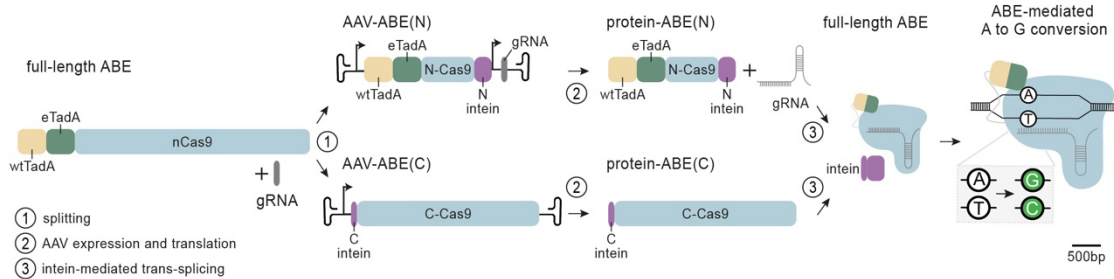 full-length ABE
eTadA
nCas9
wtTadA
+
gRNA
1 splitting
2 AAV expression and translation
3 intein-mediated trans-splicing
1
AAV-ABE(N)
gRNA
eTadA
N-Cas9
wtTadA
N
intein
AAV-ABE(C)
C-Cas9
C
intein
2
2
protein-ABE(N)
eTadA
N-Cas9
+
wtTadA
N
intein
gRNA
protein-ABE(C)
C-Cas9
C
intein
3
3
full-length ABE
intein
ABE-mediated
A to G conversion
A
T
A
G
T
C
500bp